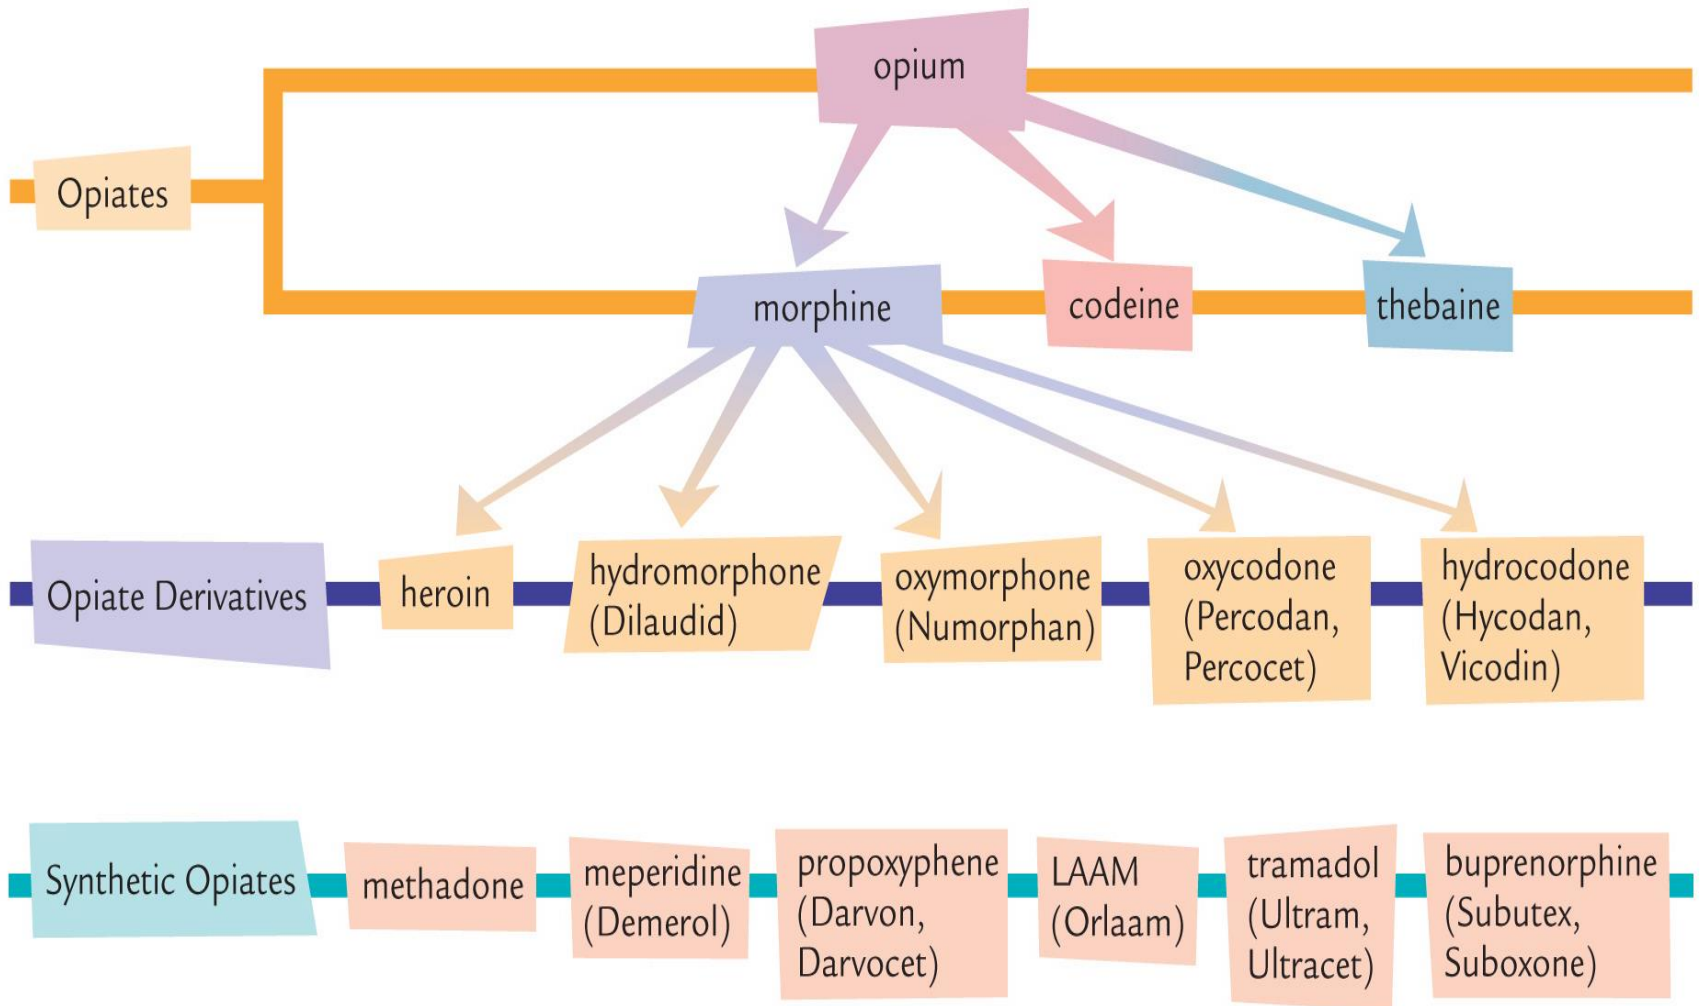 opium
Opiates
morphine
codeine
thebaine
Opiate Derivatives
heroin
hydromorphone
(Dilaudid)
oxymorphone
(Numorphan)
oxycodone
(Percodan,
Percocet)
hydrocodone
(Hycodan,
Vicodin)
Synthetic Opiates
methadone
meperidine
(Demerol)
propoxyphene
(Darvon,
Darvocet)
LAAM
(Orlaam)
tramadol
(Ultram,
Ultracet)
buprenorphine
(Subutex,
Suboxone)